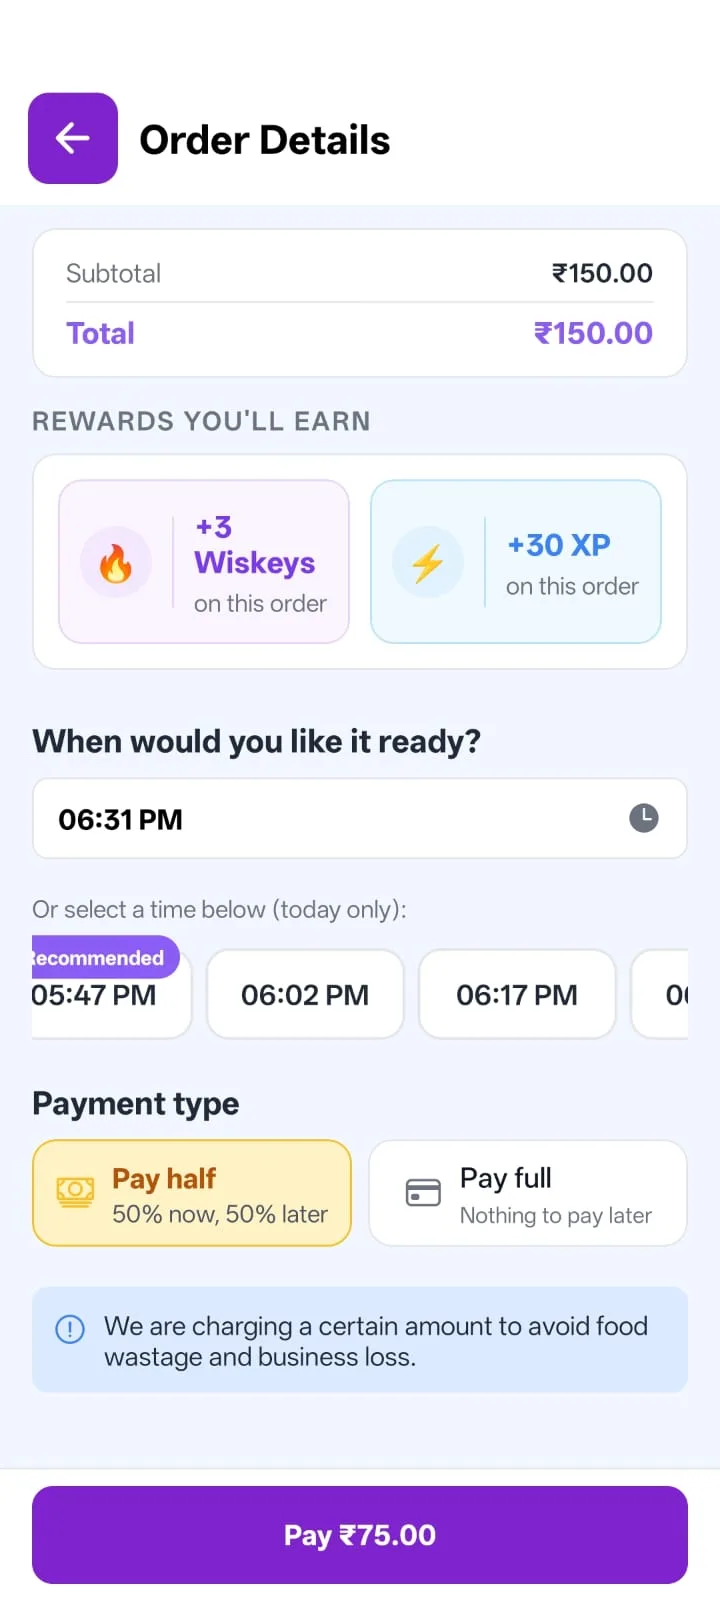 Order Details
Subtotal ₹150.00
Total ₹150.00
REWARDS YOU'LL EARN
+3
Wiskeys
on this order
+30 XP
on this order
When would you like it ready?
06:31 PM
Or select a time below (today only):
Recommended
05:47 PM 06:02 PM 06:17 PM
Payment type
Pay half
50% now, 50% later
Pay full
Nothing to pay later
We are charging a certain amount to avoid food
wastage and business loss.
Pay ₹75.00